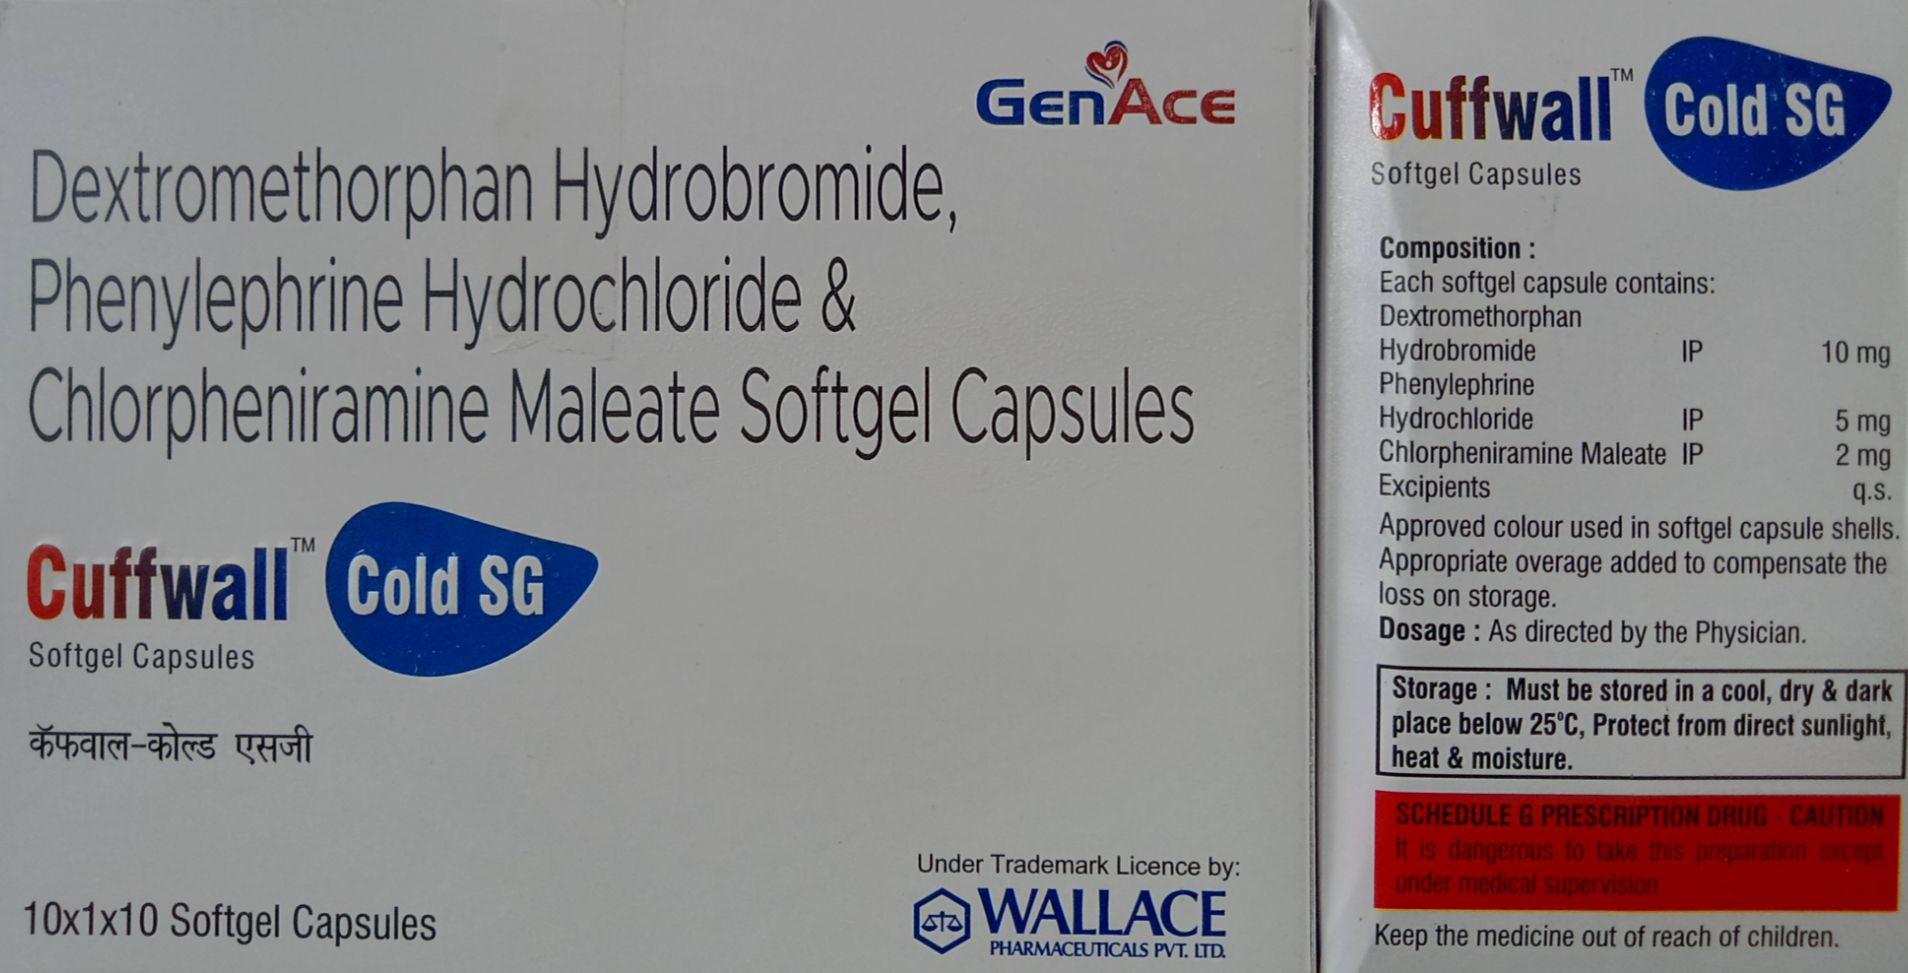 GenAce
Dextromethorphan Hydrobromide,
Phenylephrine Hydrochloride &
Chlorpheniramine Maleate Softgel Capsules
Cuffwall™ Cold SG
Softgel Capsules
कॅफवाल-कोल्ड एसजी
10x1x10 Softgel Capsules
Under Trademark Licence by:
WALLACE
PHARMACEUTICALS PVT. LTD.
Cuffwall™ Cold SG
Softgel Capsules
Composition :
Each softgel capsule contains:
Dextromethorphan
Hydrobromide IP 10 mg
Phenylephrine
Hydrochloride IP 5 mg
Chlorpheniramine Maleate IP 2 mg
Excipients q.s.
Approved colour used in softgel capsule shells.
Appropriate overage added to compensate the
loss on storage.
Dosage : As directed by the Physician.
Storage : Must be stored in a cool, dry & dark
place below 25ºC, Protect from direct sunlight,
heat & moisture.
SCHEDULE G PRESCRIPTION DRUG - CAUTION
It is dangerous to take this preparation except
under medical supervision
Keep the medicine out of reach of children.